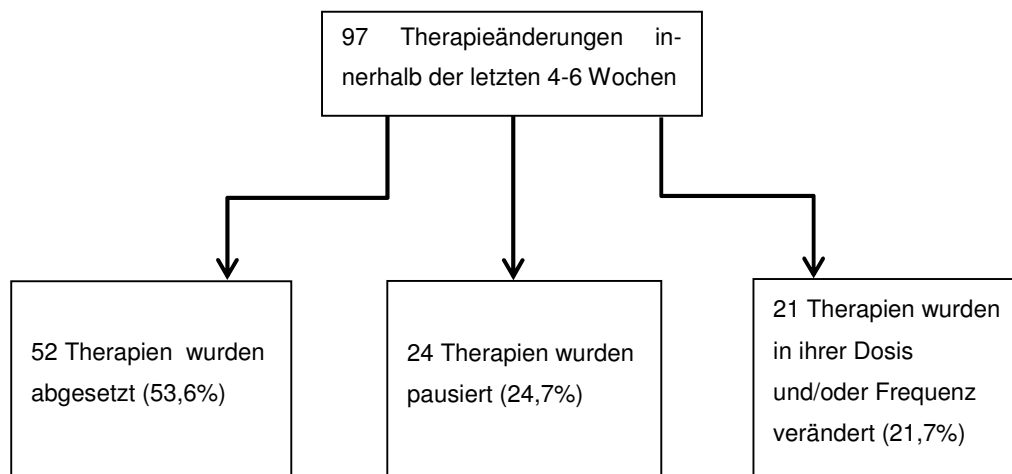 97 Therapieänderungen in-
nerhalb der letzten 4-6 Wochen
52 Therapien wurden
abgesetzt (53,6%)
24 Therapien wurden
pausiert (24,7%)
21 Therapien wurden
in ihrer Dosis
und/oder Frequenz
verändert (21,7%)